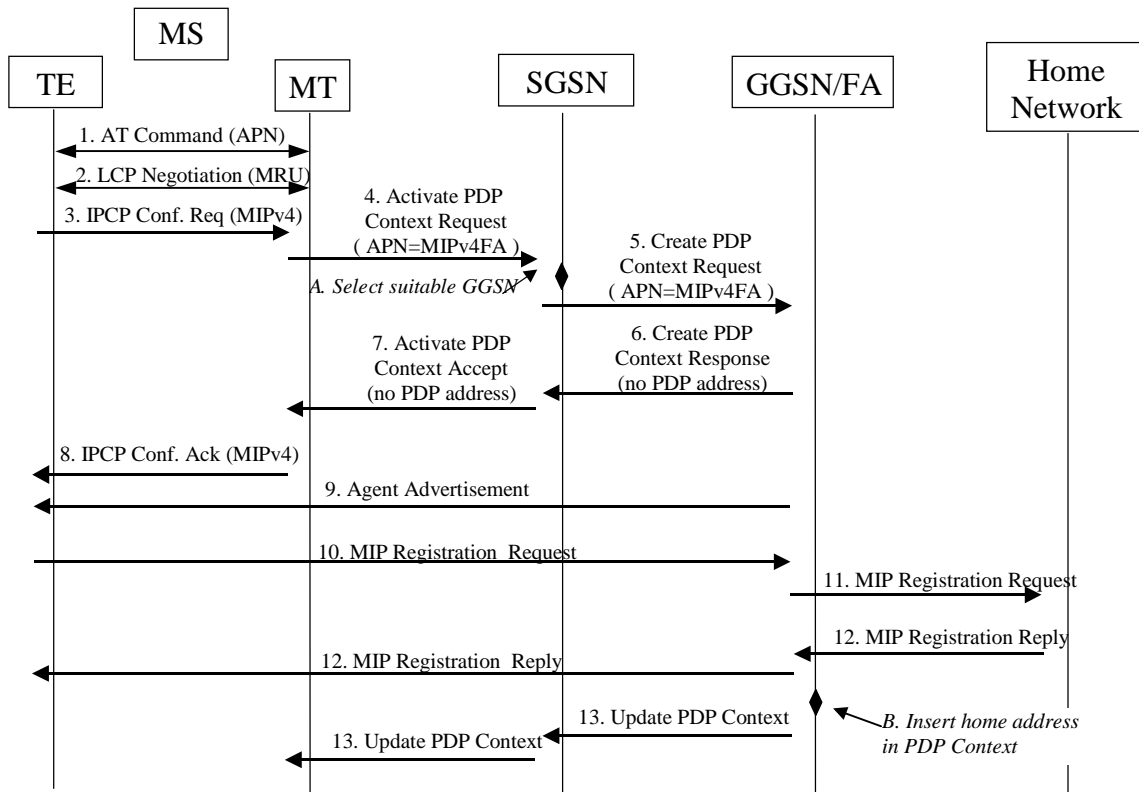 MS
TE
MT
SGSN
GGSN/FA
Home
Network
1. AT Command (APN)
2. LCP Negotiation (MRU)
3. IPCP Conf. Req (MIPv4)
4. Activate PDP
Context Request
( APN=MIPv4FA )
A. Select suitable GGSN
5. Create PDP
Context Request
( APN=MIPv4FA )
6. Create PDP
Context Response
(no PDP address)
7. Activate PDP
Context Accept
(no PDP address)
8. IPCP Conf. Ack (MIPv4)
9. Agent Advertisement
10. MIP Registration Request
11. MIP Registration Request
12. MIP Registration Reply
12. MIP Registration Reply
13. Update PDP Context
B. Insert home address
in PDP Context
13. Update PDP Context